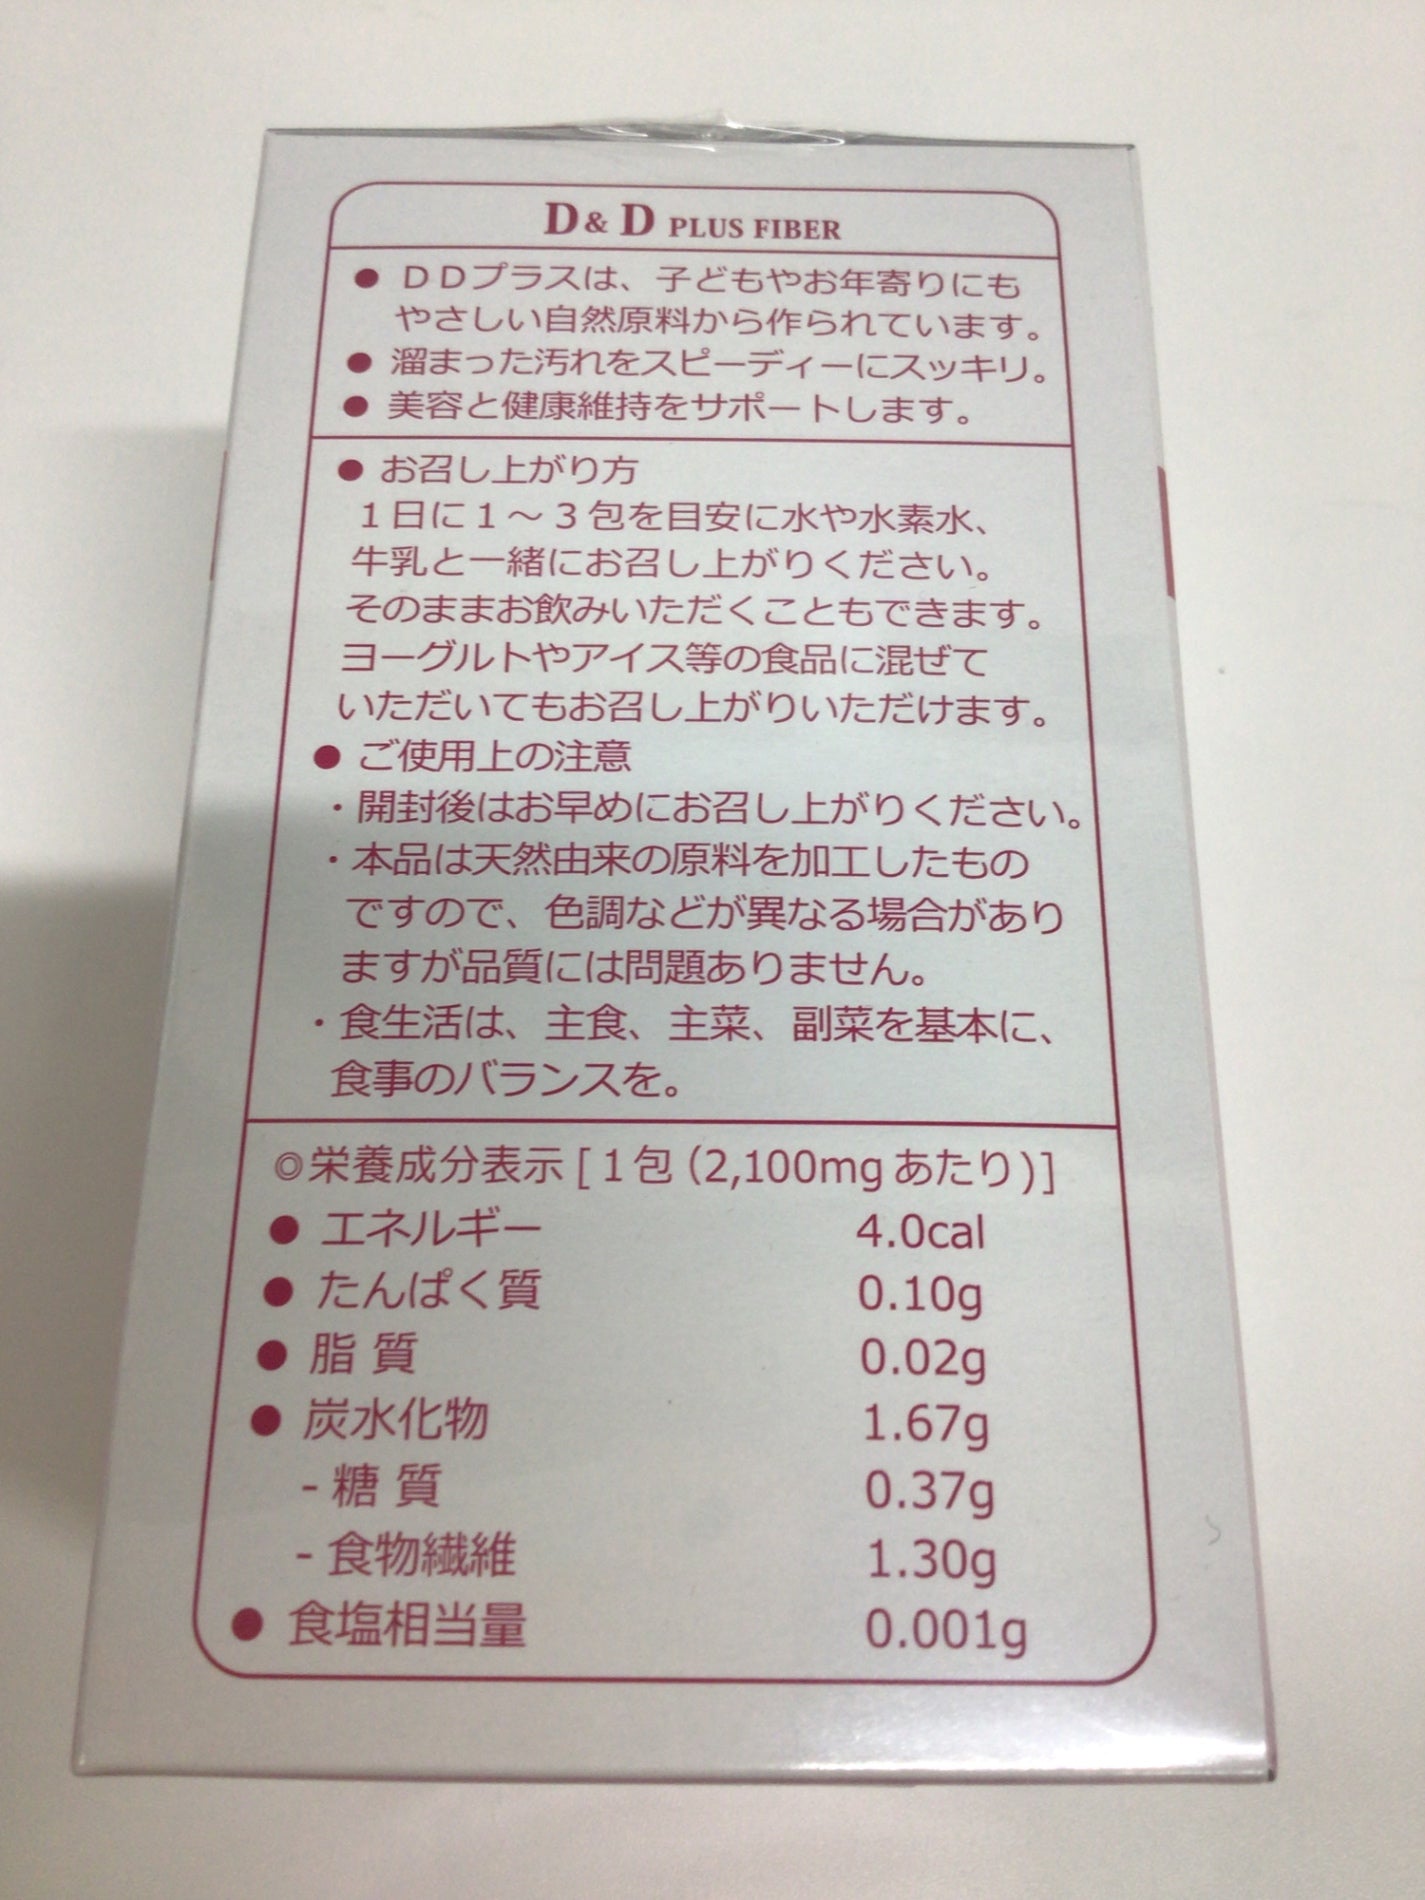 D & D PLUS FIBER
● ＤＤプラスは、子どもやお年寄りにも
やさしい自然原料から作られています。
● 溜まった汚れをスピーディーにスッキリ。
● 美容と健康維持をサポートします。
● お召し上がり方
１日に１～３包を目安に水や水素水、
牛乳と一緒にお召し上がりください。
そのままお飲みいただくこともできます。
ヨーグルトやアイス等の食品に混ぜて
いただいてもお召し上がりいただけます。
● ご使用上の注意
・開封後はお早めにお召し上がりください。
・本品は天然由来の原料を加工したもの
ですので、色調などが異なる場合があり
ますが品質には問題ありません。
・食生活は、主食、主菜、副菜を基本に、
食事のバランスを。
◎栄養成分表示 [ 1 包（2,100mg あたり)]
● エネルギー 4.0cal
● たんぱく質 0.10g
● 脂 質 0.02g
● 炭水化物 1.67g
- 糖 質 0.37g
- 食物繊維 1.30g
● 食塩相当量 0.001g